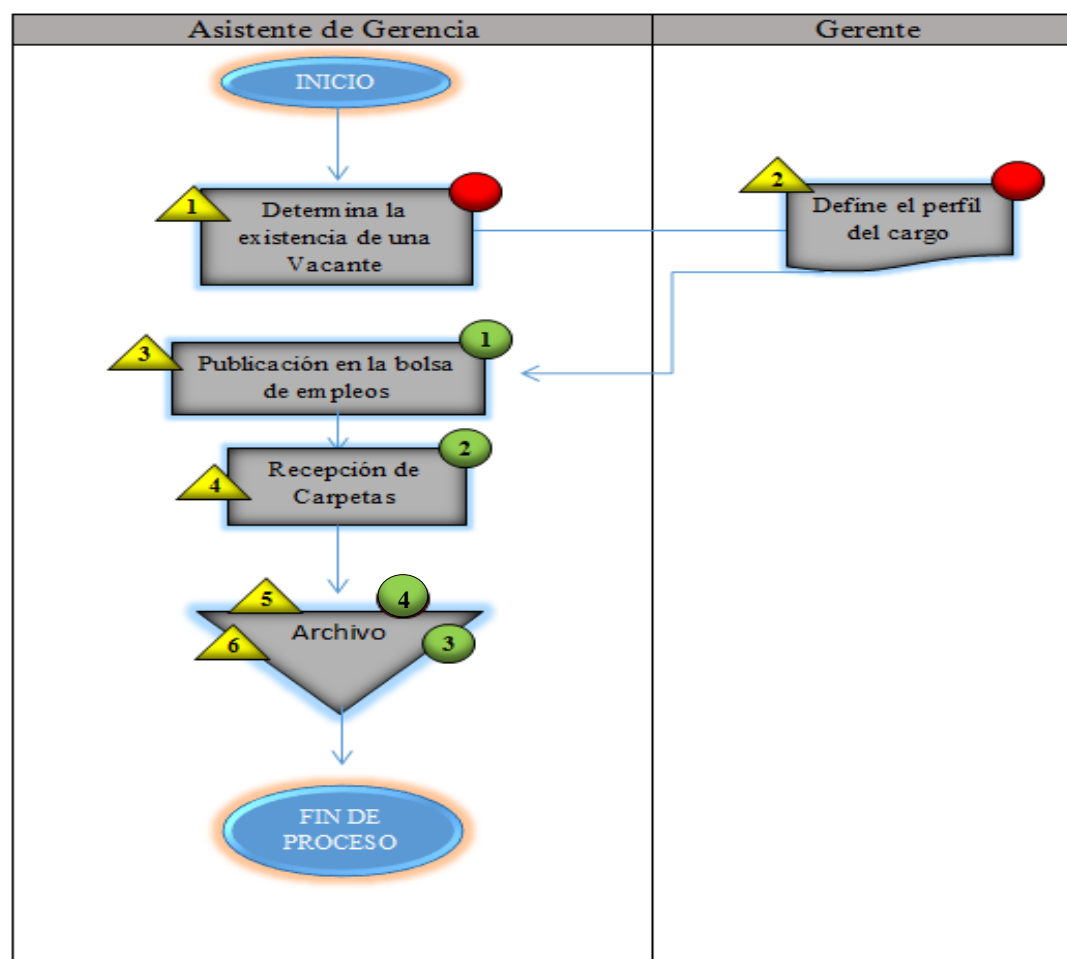 Asistente de Gerencia
Gerente
INICIO
1
Determina la
existencia de una
Vacante
2
Define el perfil
del cargo
3
1
Publicación en la bolsa
de empleos
4
2
Recepción de
Carpetas
5
4
Archivo
6
3
FIN DE
PROCESO